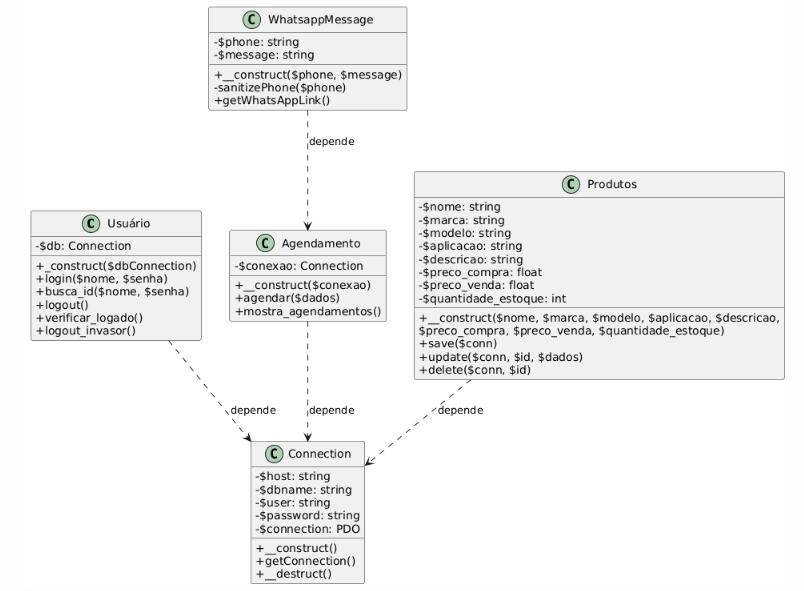 C WhatsappMessage
-$phone: string
-$message: string
+__construct($phone, $message)
-sanitizePhone($phone)
+getWhatsAppLink()
depende
C Usuário
-$db: Connection
+_construct($dbConnection)
+login($nome, $senha)
+busca_id($nome, $senha)
+logout()
+verificar_logado()
+logout_invasor()
C Agendamento
-$conexao: Connection
+__construct($conexao)
+agendar($dados)
+mostra_agendamentos()
C Produtos
-$nome: string
-$marca: string
-$modelo: string
-$aplicacao: string
-$descricao: string
-$preco_compra: float
-$preco_venda: float
-$quantidade_estoque: int
+__construct($nome, $marca, $modelo, $aplicacao, $descricao,
$preco_compra, $preco_venda, $quantidade_estoque)
+save($conn)
+update($conn, $id, $dados)
+delete($conn, $id)
depende
depende
depende
C Connection
-$host: string
-$dbname: string
-$user: string
-$password: string
-$connection: PDO
+__construct()
+getConnection()
+__destruct()